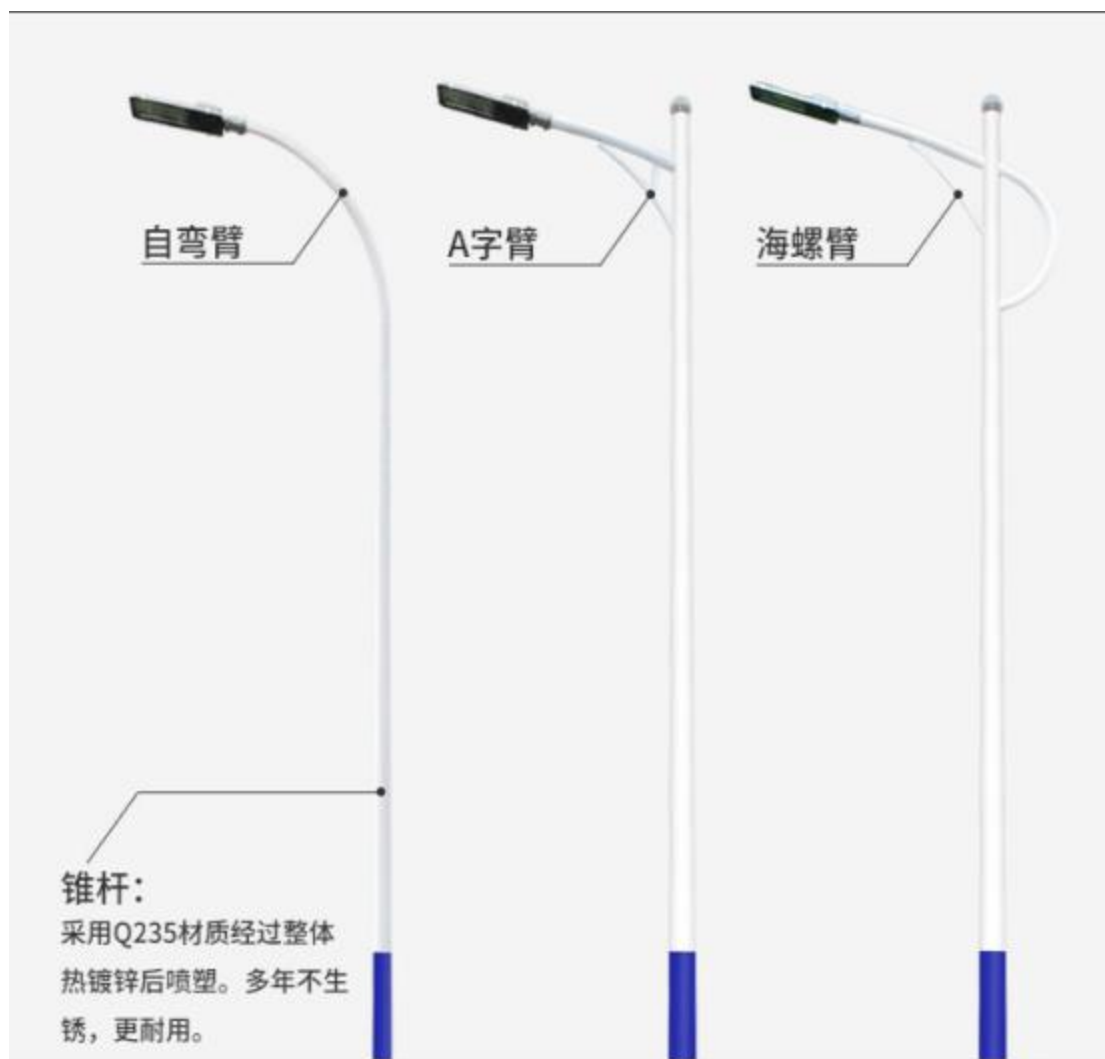 自弯臂
A字臂
海螺臂
锥杆：
采用Q235材质经过整体
热镀锌后喷塑。多年不生
锈，更耐用。